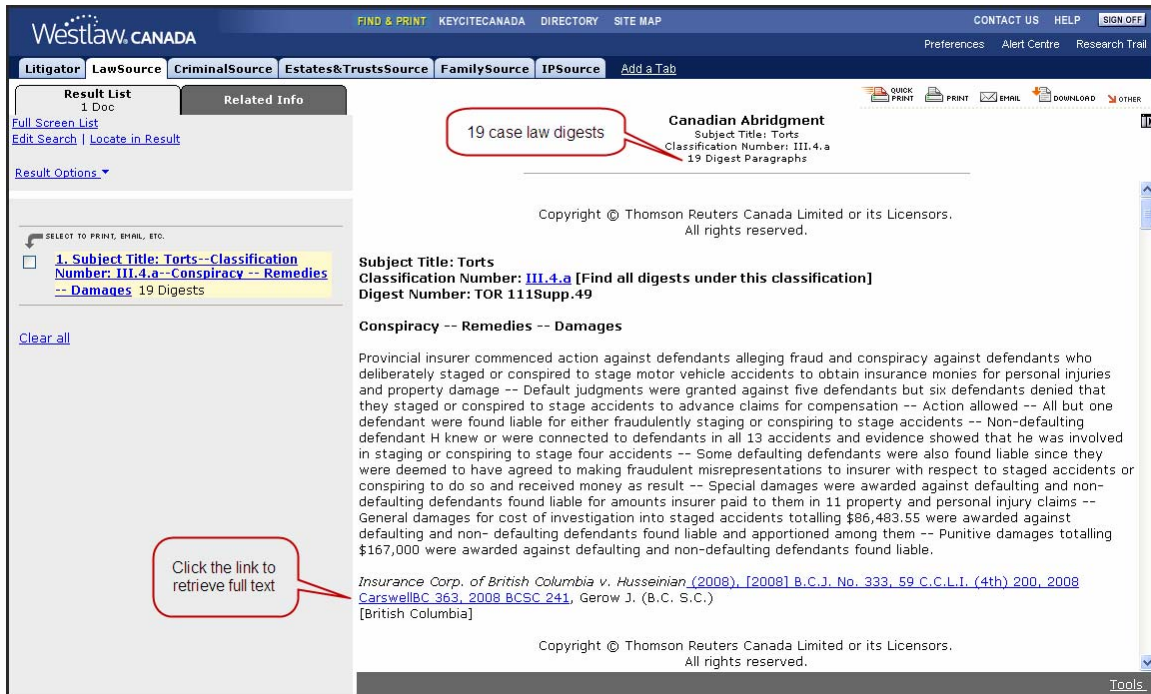 Westlaw. CANADA
FIND & PRINT KEYCITECANADA DIRECTORY SITE MAP
CONTACT US HELP SIGN OFF
Preferences Alert Centre Research Trail
Litigator LawSource CriminalSource Estates&TrustsSource FamilySource IPSource Add a Tab
Result List
1 Doc
Related Info
Full Screen List
Edit Search | Locate in Result
Result Options
SELECT TO PRINT, EMAIL, ETC.
1. Subject Title: Torts--Classification
Number: III.4.a--Conspiracy -- Remedies
-- Damages 19 Digests
Clear all
QUICK PRINT PRINT EMAIL DOWNLOAD OTHER
19 case law digests
Canadian Abridgment
Subject Title: Torts
Classification Number: III.4.a
19 Digest Paragraphs
Copyright © Thomson Reuters Canada Limited or its Licensors.
All rights reserved.
Subject Title: Torts
Classification Number: III.4.a [Find all digests under this classification]
Digest Number: TOR 111Supp.49
Conspiracy -- Remedies -- Damages
Provincial insurer commenced action against defendants alleging fraud and conspiracy against defendants who
deliberately staged or conspired to stage motor vehicle accidents to obtain insurance monies for personal injuries
and property damage -- Default judgments were granted against five defendants but six defendants denied that
they staged or conspired to stage accidents to advance claims for compensation -- Action allowed -- All but one
defendant were found liable for either fraudulently staging or conspiring to stage accidents -- Non-defaulting
defendant H knew or were connected to defendants in all 13 accidents and evidence showed that he was involved
in staging or conspiring to stage four accidents -- Some defaulting defendants were also found liable since they
were deemed to have agreed to making fraudulent misrepresentations to insurer with respect to staged accidents or
conspiring to do so and received money as result -- Special damages were awarded against defaulting and non-
defaulting defendants found liable for amounts insurer paid to them in 11 property and personal injury claims --
General damages for cost of investigation into staged accidents totalling $86,483.55 were awarded against
defaulting and non- defaulting defendants found liable and apportioned among them -- Punitive damages totalling
$167,000 were awarded against defaulting and non-defaulting defendants found liable.
Click the link to
retrieve full text
Insurance Corp. of British Columbia v. Husseinian (2008), [2008] B.C.J. No. 333, 59 C.C.L.I. (4th) 200, 2008
CarswellBC 363, 2008 BCSC 241, Gerow J. (B.C. S.C.)
[British Columbia]
Copyright © Thomson Reuters Canada Limited or its Licensors.
All rights reserved.
Tools